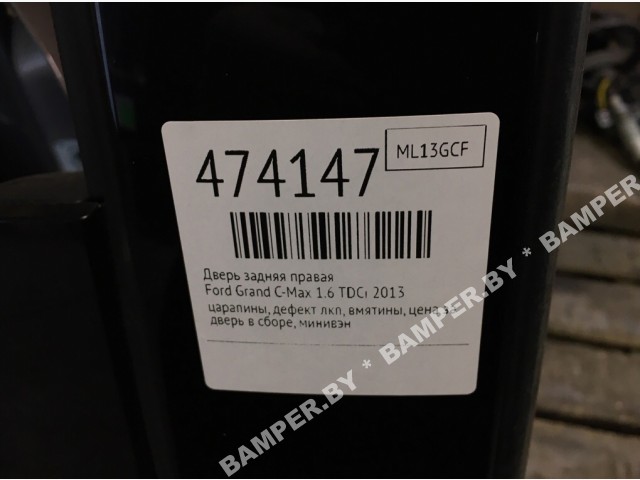 474147
ML13GCF
Дверь задняя правая
Ford Grand C-Max 1.6 TDCi 2013
царапины, дефект лкп, вмятины, цена за
дверь в сборе, минивэн
BAMPER.BY * BAMPER.BY * BAMPER.BY